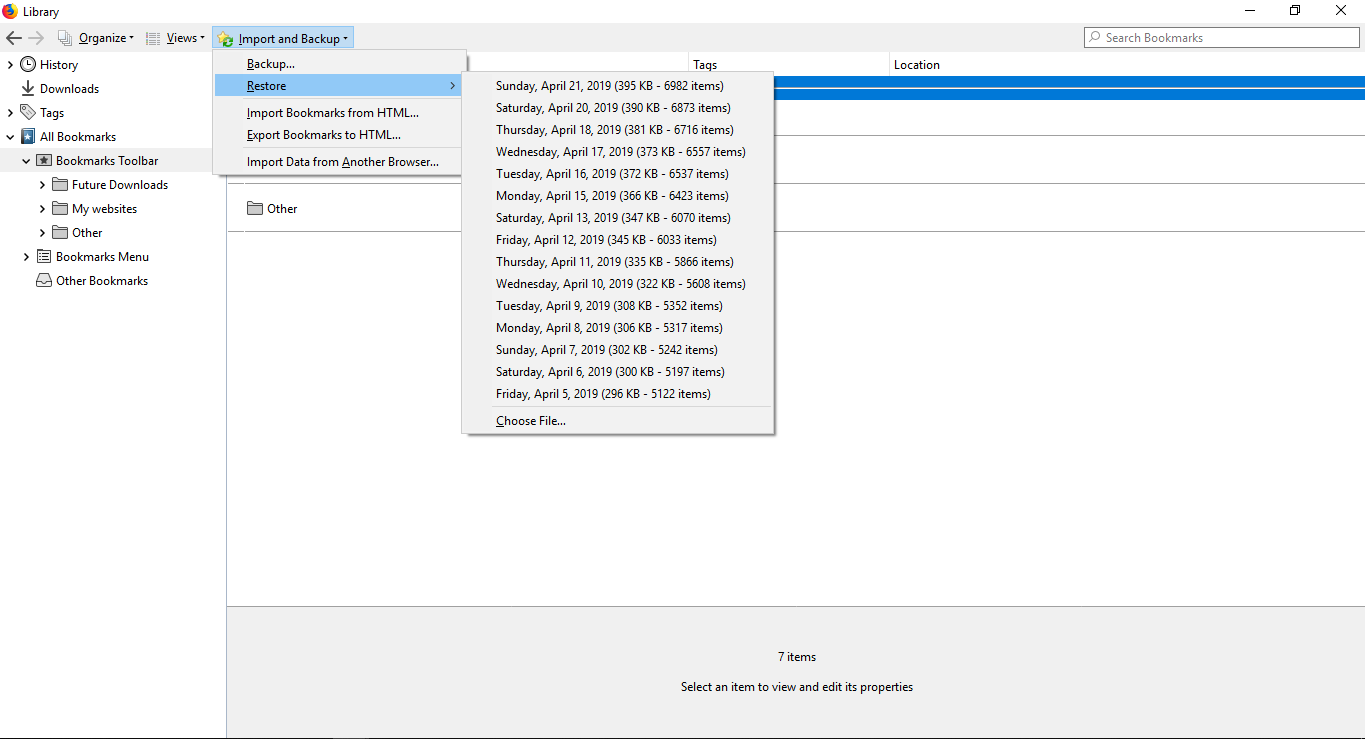 Library
Organize Views Import and Backup Search Bookmarks
History
Downloads
Tags
All Bookmarks
Bookmarks Toolbar
Future Downloads
My websites
Other
Bookmarks Menu
Other Bookmarks
Backup...
Restore
Import Bookmarks from HTML...
Export Bookmarks to HTML...
Import Data from Another Browser...
Tags Location
Sunday, April 21, 2019 (395 KB - 6982 items)
Saturday, April 20, 2019 (390 KB - 6873 items)
Thursday, April 18, 2019 (381 KB - 6716 items)
Wednesday, April 17, 2019 (373 KB - 6557 items)
Tuesday, April 16, 2019 (372 KB - 6537 items)
Monday, April 15, 2019 (366 KB - 6423 items)
Saturday, April 13, 2019 (347 KB - 6070 items)
Friday, April 12, 2019 (345 KB - 6033 items)
Thursday, April 11, 2019 (335 KB - 5866 items)
Wednesday, April 10, 2019 (322 KB - 5608 items)
Tuesday, April 9, 2019 (308 KB - 5352 items)
Monday, April 8, 2019 (306 KB - 5317 items)
Sunday, April 7, 2019 (302 KB - 5242 items)
Saturday, April 6, 2019 (300 KB - 5197 items)
Friday, April 5, 2019 (296 KB - 5122 items)
Choose File...
Other
7 items
Select an item to view and edit its properties